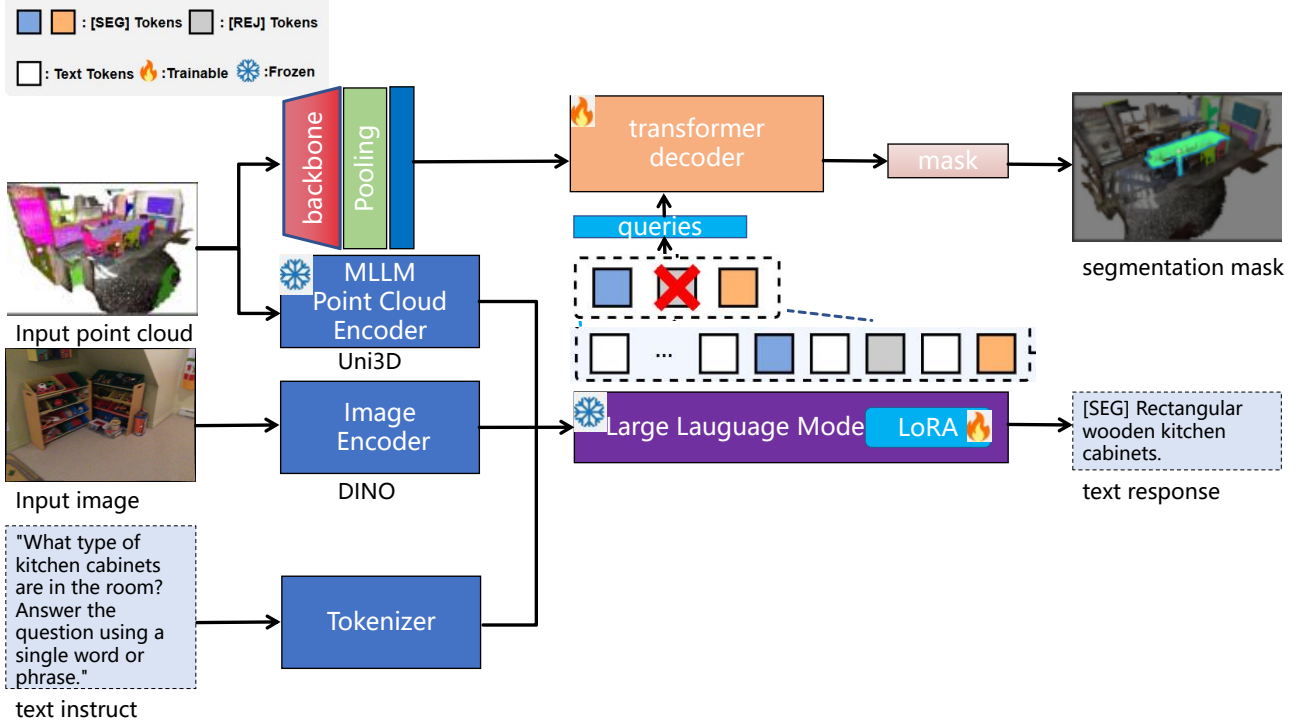 : [SEG] Tokens : [REJ] Tokens
: Text Tokens :Trainable :Frozen
backbone
Pooling
transformer
decoder
mask
queries
segmentation mask
Input point cloud
MLLM
Point Cloud
Encoder
Uni3D
...
Input image
Image
Encoder
DINO
Large Lauguage Mode
LoRA
[SEG] Rectangular
wooden kitchen
cabinets.
text response
"What type of
kitchen cabinets
are in the room?
Answer the
question using a
single word or
phrase."
text instruct
Tokenizer